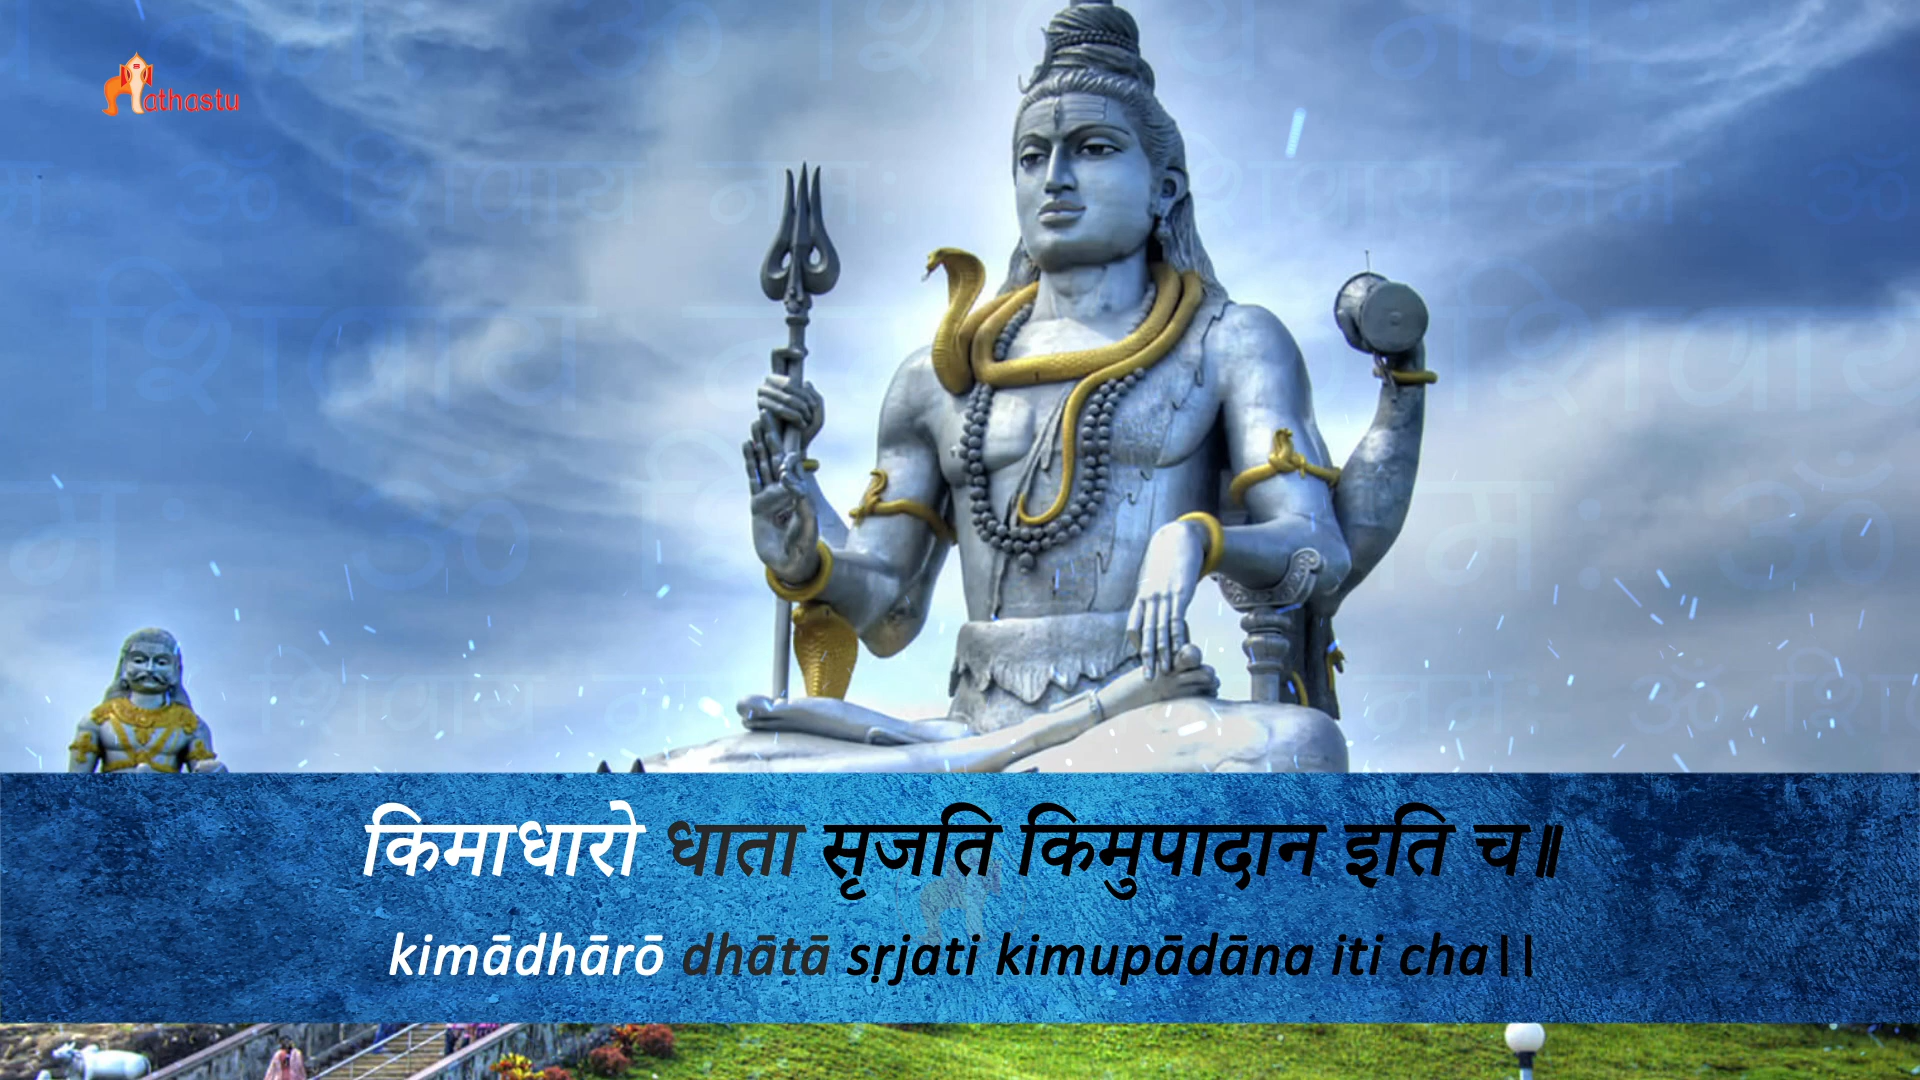 athastu
किमाधारो धाता सृजति किमुपादान इति च॥
kimādhārō dhātā sṛjati kimupādāna iti cha||